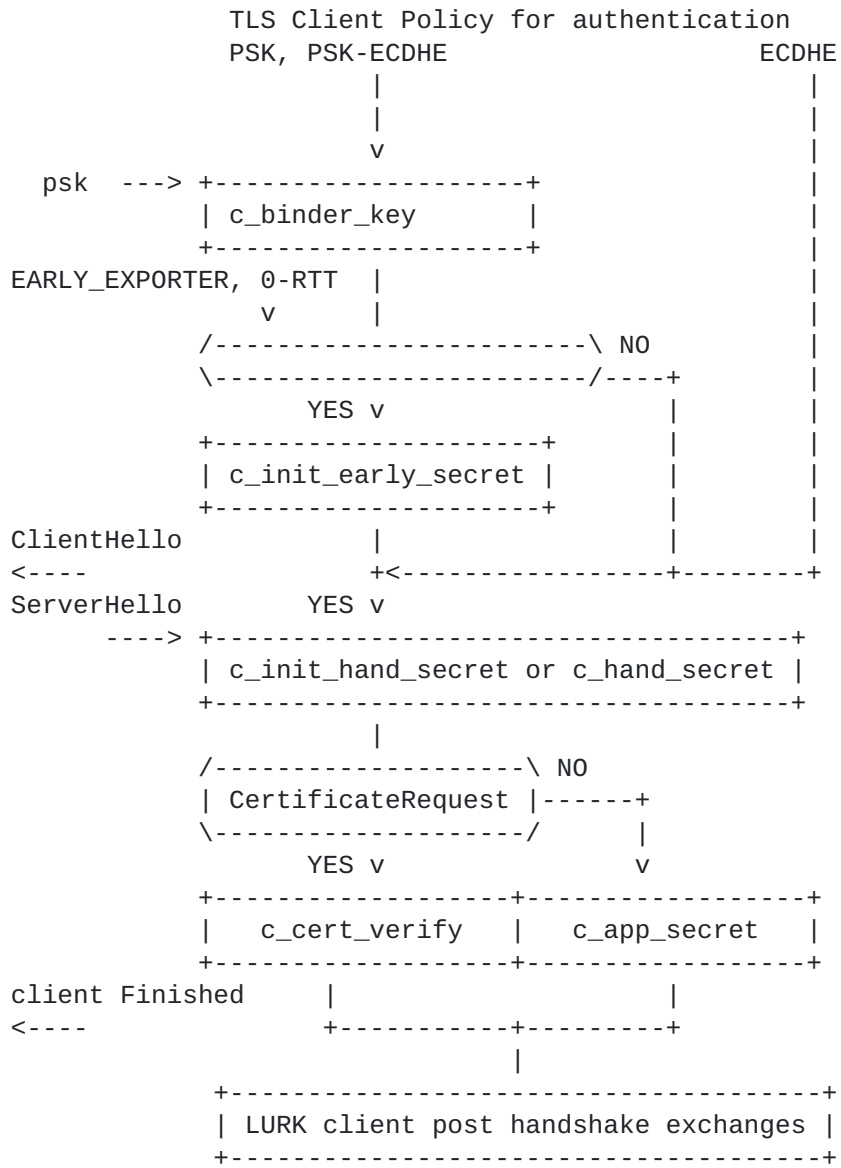 TLS Client Policy for authentication
PSK, PSK-ECDHE                    ECDHE
                       |                           |
                       |                           |
                       v                           |
  psk  ---> +--------------------+                 |
            | c_binder_key       |                 |
            +--------------------+                 |
EARLY_EXPORTER, 0-RTT  |                           |
                v      |                           |
            /------------------------\ NO          |
            \------------------------/----+        |
                   YES v                  |        |
            +---------------------+       |        |
            | c_init_early_secret |       |        |
            +---------------------+       |        |
ClientHello            |                  |        |
<----                  +<-----------------+--------+
ServerHello        YES v
      ----> +-------------------------------------+
            | c_init_hand_secret or c_hand_secret |
            +-------------------------------------+
                       |
            /--------------------\ NO
            | CertificateRequest |------+
            \--------------------/      |
                   YES v                v
            +-------------------+------------------+
            |   c_cert_verify   |   c_app_secret   |
            +-------------------+------------------+
client Finished     |                     |
<----               +-----------+---------+
                                |
             +--------------------------------------+
             | LURK client post handshake exchanges |
             +--------------------------------------+